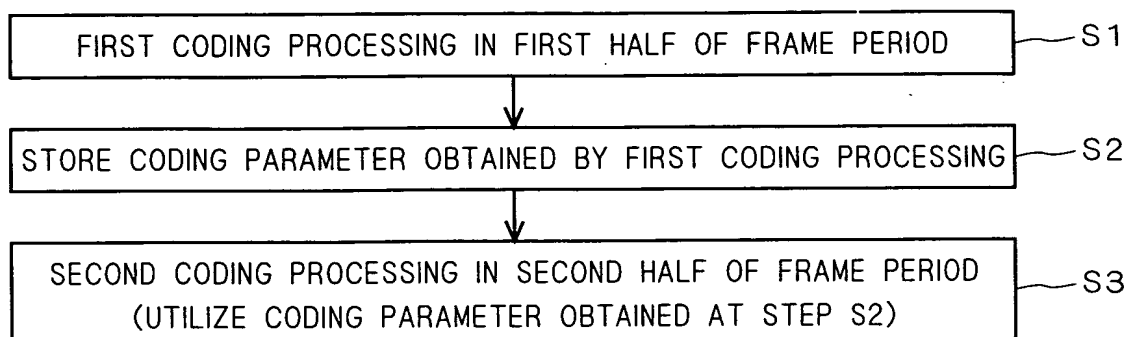 FIRST CODING PROCESSING IN FIRST HALF OF FRAME PERIOD S1
STORE CODING PARAMETER OBTAINED BY FIRST CODING PROCESSING S2
SECOND CODING PROCESSING IN SECOND HALF OF FRAME PERIOD
(UTILIZE CODING PARAMETER OBTAINED AT STEP S2) S3